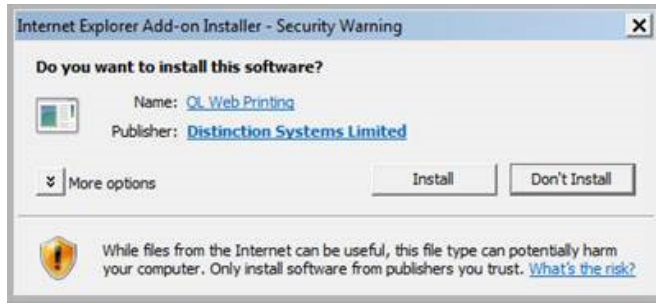 Internet Explorer Add-on Installer - Security Warning
Do you want to install this software?
Name: QL Web Printing
Publisher: Distinction Systems Limited
More options
Install
Don't Install
While files from the Internet can be useful, this file type can potentially harm
your computer. Only install software from publishers you trust. What's the risk?